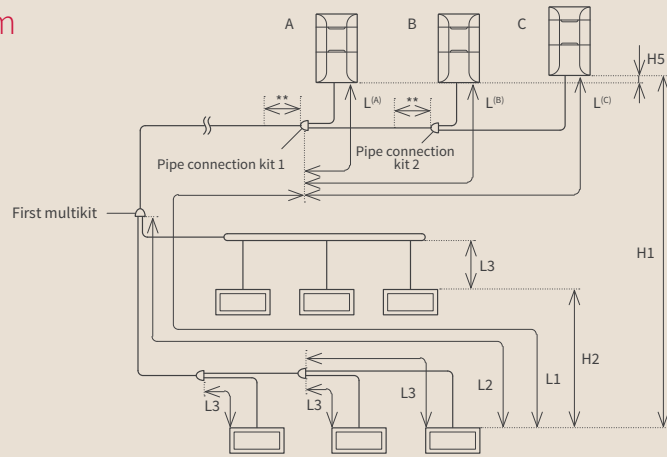 m
A
B
C
H5
**
L(A)
**
L(B)
L(C)
Pipe connection kit 1
Pipe connection
kit 2
First multikit
H1
L3
H2
L3
L3
L3
L2
L1